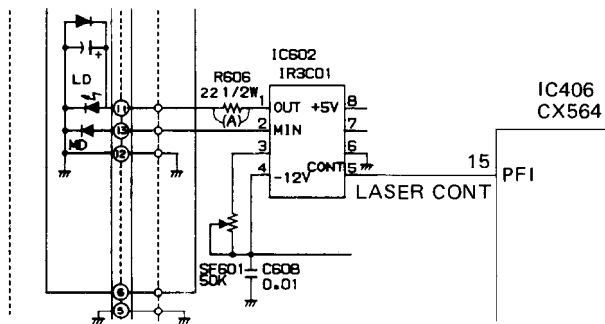 IC602
IR3C01
R606
22 1/2W
(A)
1 OUT +5V 8
2 MIN 7
3 6
4 -12V CONT 5
LD
11
13
MD
12
IC406
CX564
15 PFI
LASER CONT
SF601
50K
C608
0.01
6
5
+